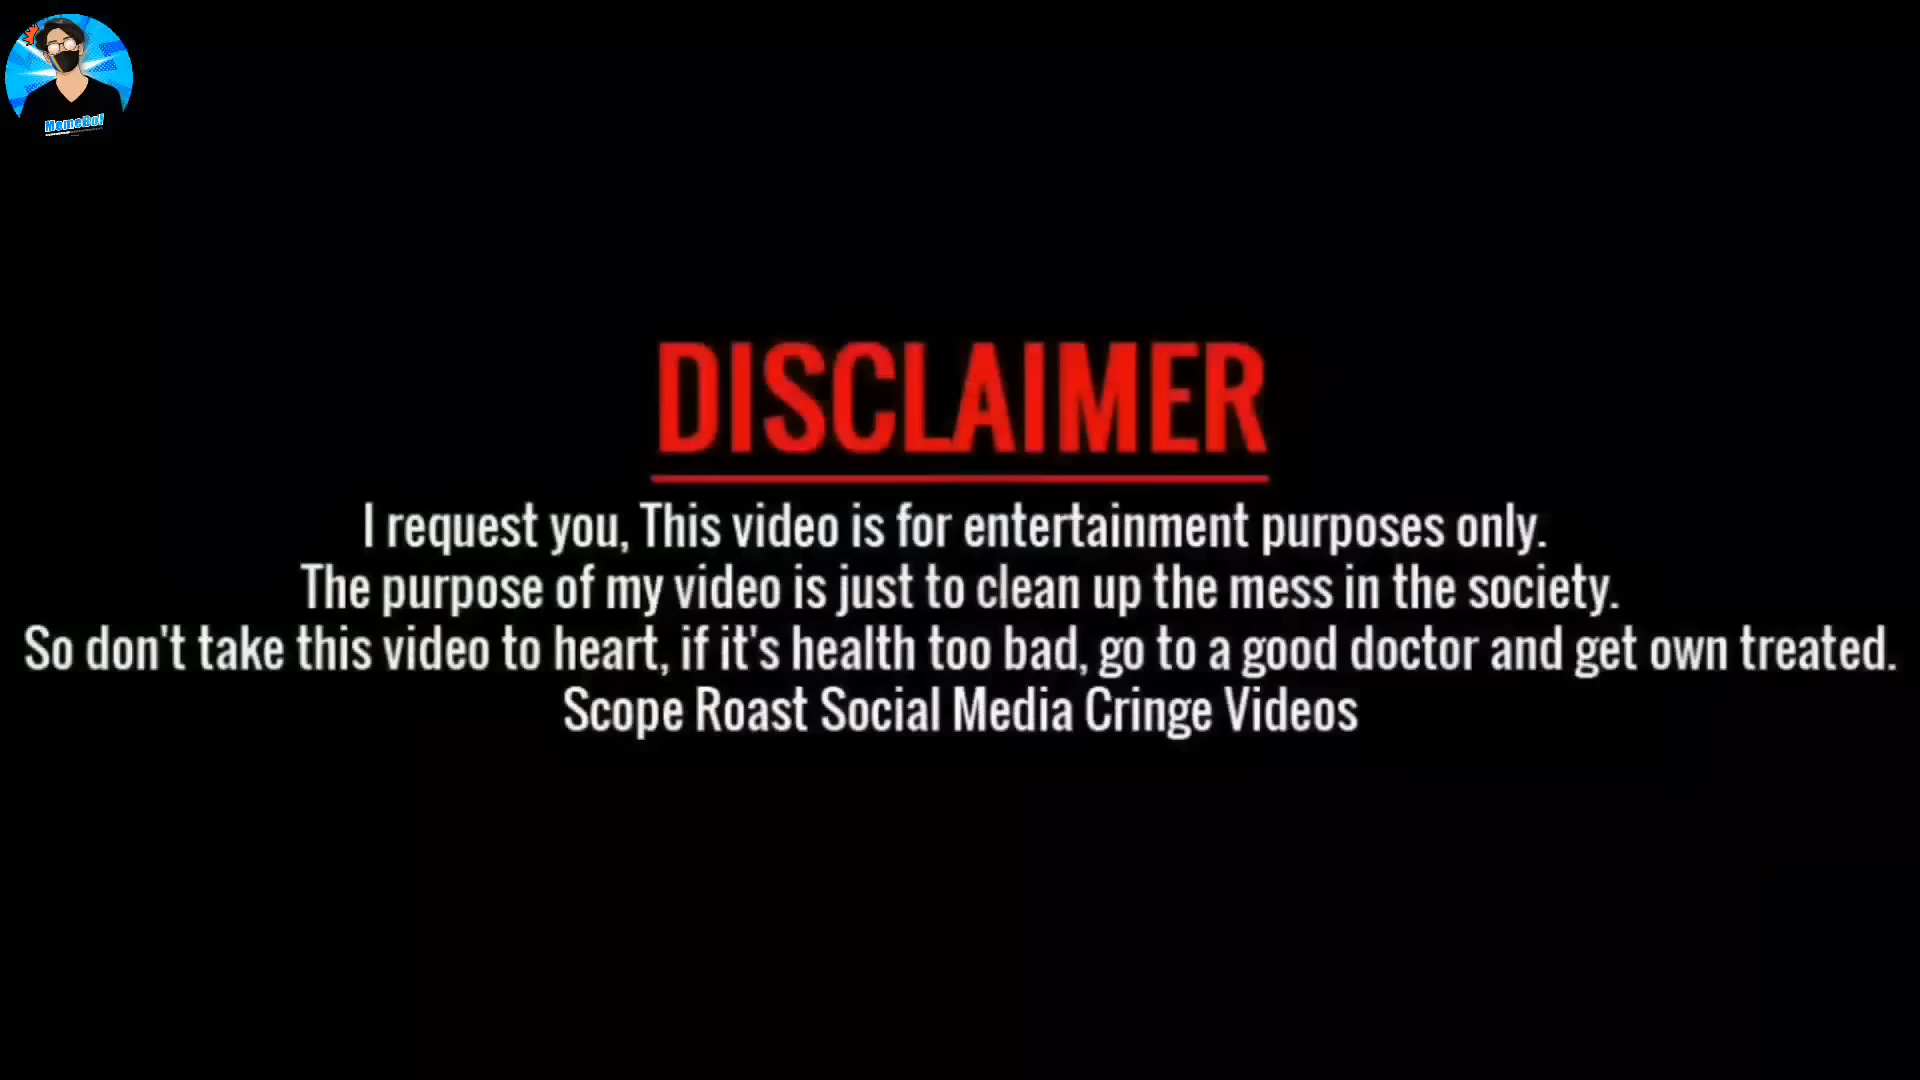 DISCLAIMER
I request you, This video is for entertainment purposes only.
The purpose of my video is just to clean up the mess in the society.
So don't take this video to heart, if it's health too bad, go to a good doctor and get own treated.
Scope Roast Social Media Cringe Videos